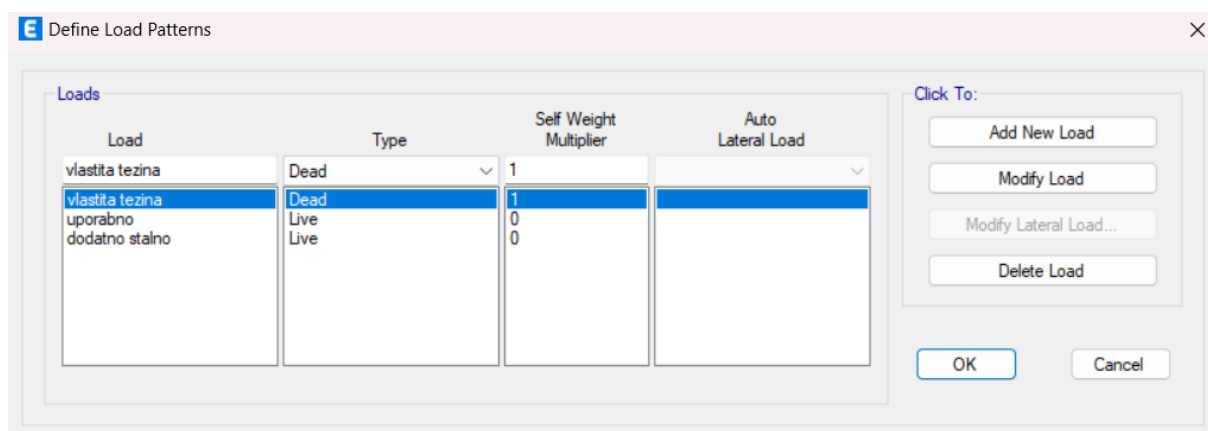 E Define Load Patterns
Loads
Load Type Self Weight Multiplier Auto Lateral Load
vlastita tezina Dead 1
vlastita tezina Dead 1
uporabno Live 0
dodatno stalno Live 0
Click To:
Add New Load
Modify Load
Modify Lateral Load...
Delete Load
OK Cancel